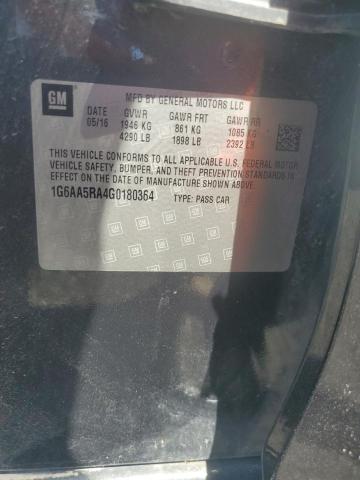 GM
MFD BY GENERAL MOTORS LLC
DATE GVWR GAWR FRT GAWR RR
05/16 1946 KG 861 KG 1085 KG
4290 LB 1898 LB 2392 LB
THIS VEHICLE CONFORMS TO ALL APPLICABLE U.S. FEDERAL MOTOR
VEHICLE SAFETY, BUMPER, AND THEFT PREVENTION STANDARDS IN
EFFECT ON THE DATE OF MANUFACTURE SHOWN ABOVE.
1G6AA5RA4G0180364 TYPE: PASS CAR